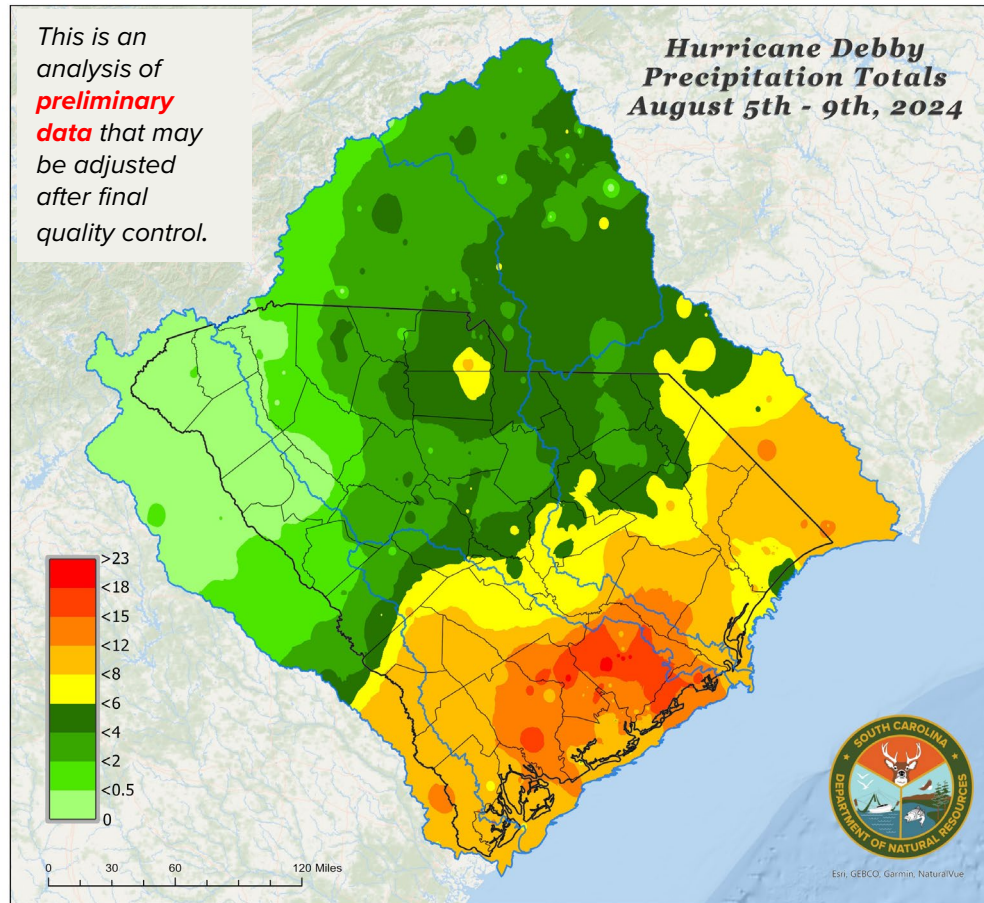 This is an
analysis of
preliminary
data that may
be adjusted
after final
quality control.
Hurricane Debby
Precipitation Totals
August 5th - 9th, 2024
>23
<18
<15
<12
<8
<6
<4
<2
<0.5
0
0 30 60 120 Miles
SOUTH CAROLINA
DEPARTMENT OF NATURAL RESOURCES
Esri, GEBCO, Garmin, NaturalVue